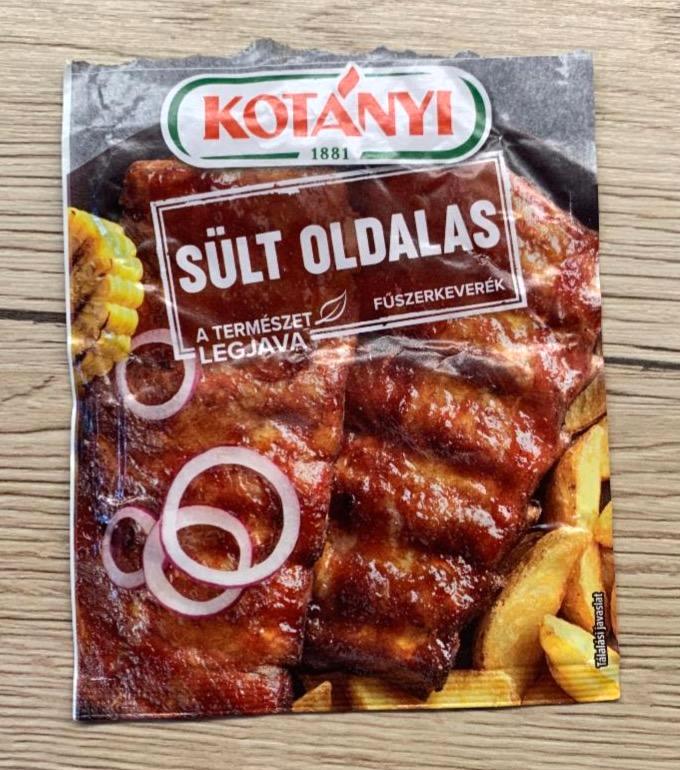 KOTÁNYI
1881
SÜLT OLDALAS
FŰSZERKEVERÉK
A TERMÉSZET
LEGJAVA
Tálalási javaslat